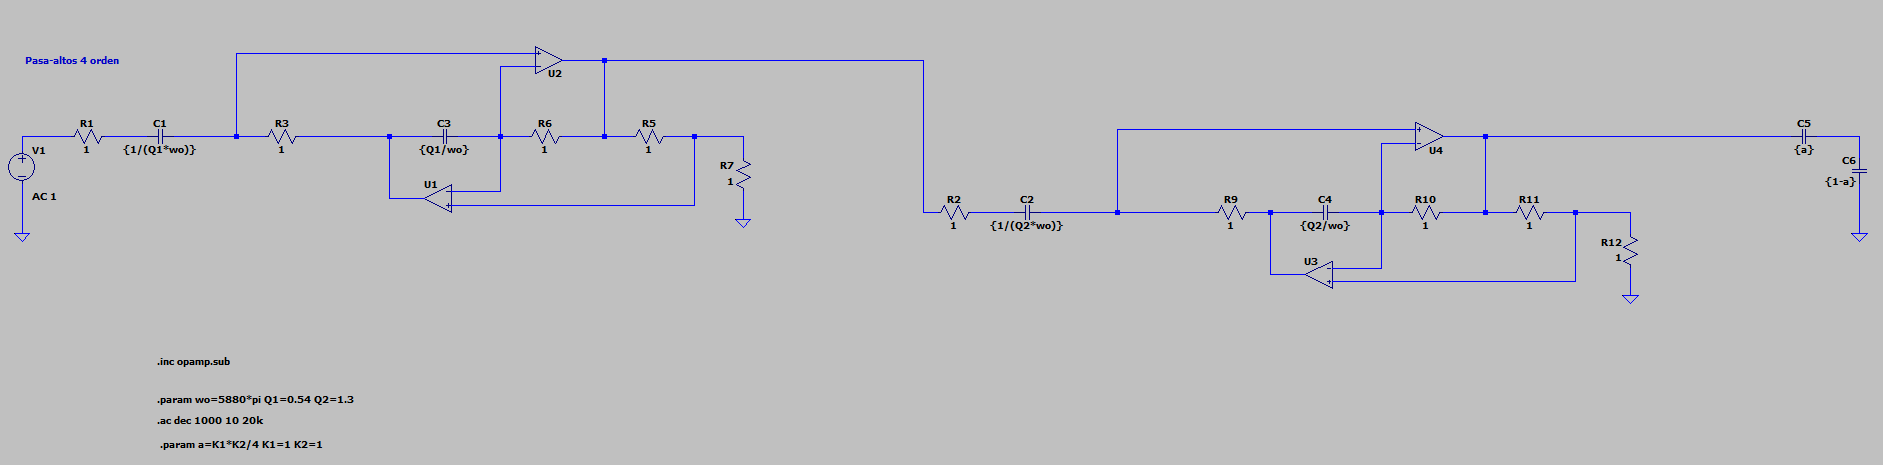 Pasa-altos 4 orden
U2
R1
C1
R3
C3
R6
R5
1
{1/(Q1*wo)}
1
{Q1/wo}
1
1
V1
AC 1
U1
R7
1
U4
C5
{a}
C6
{1-a}
R2
C2
R9
C4
R10
R11
1
{1/(Q2*wo)}
1
{Q2/wo}
1
1
U3
R12
1
.inc opamp.sub
.param wo=5880*pi Q1=0.54 Q2=1.3
.ac dec 1000 10 20k
.param a=K1*K2/4 K1=1 K2=1